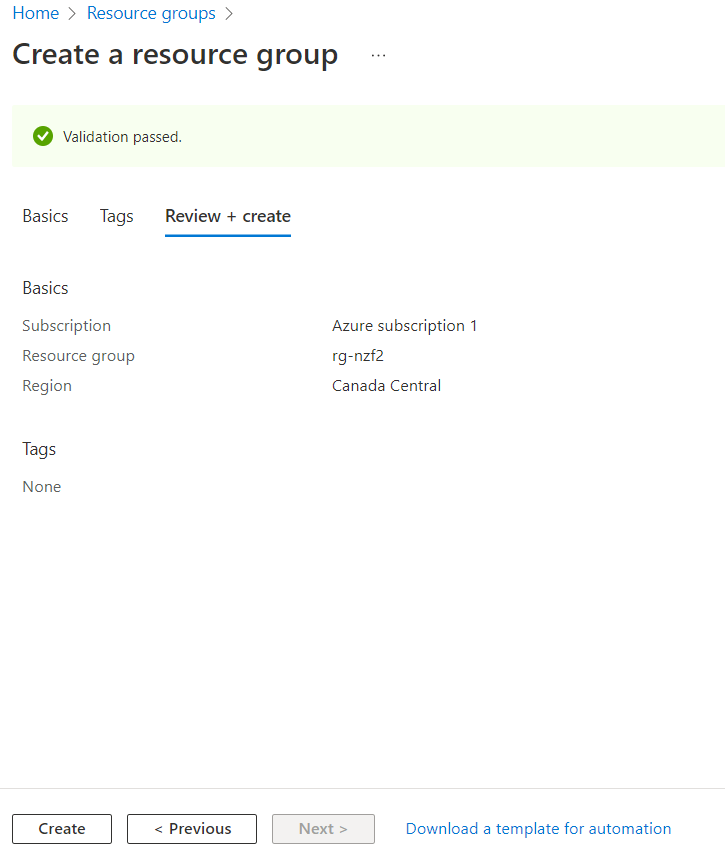 Home > Resource groups >
Create a resource group ...
Validation passed.
Basics Tags Review + create
Basics
Subscription Azure subscription 1
Resource group rg-nzf2
Region Canada Central
Tags
None
Create < Previous Next > Download a template for automation